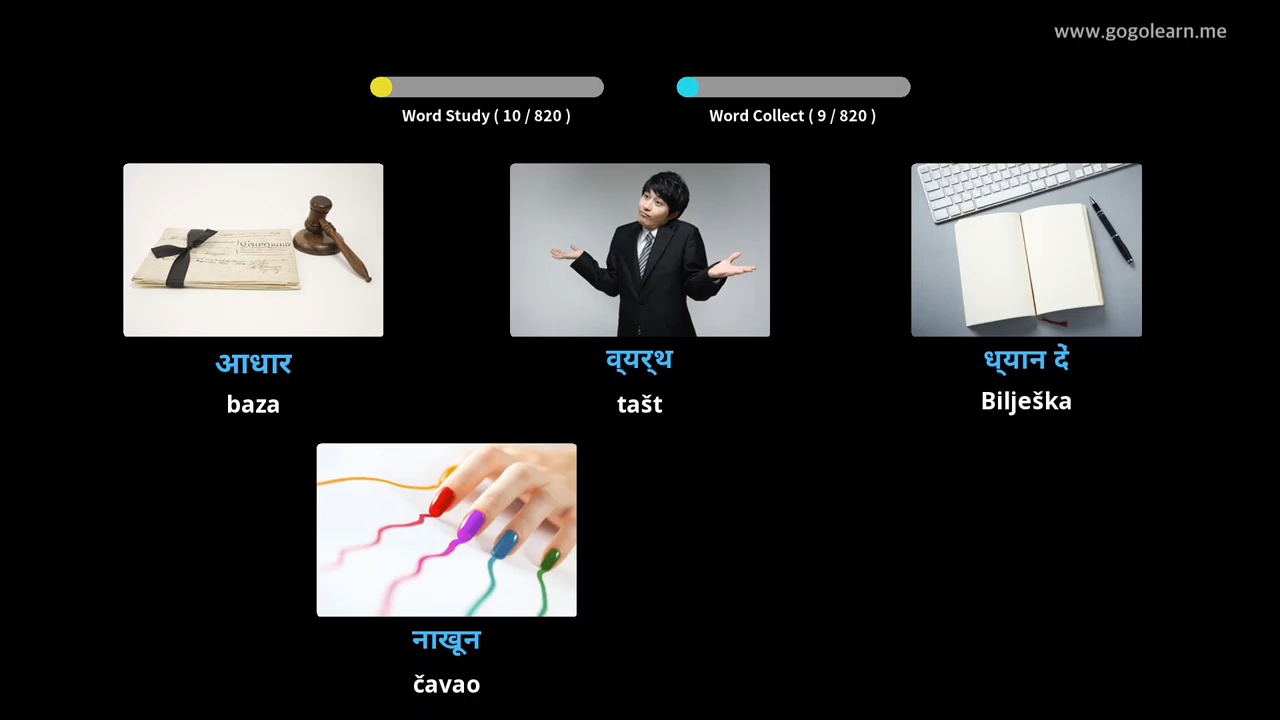 www.gogolearn.me
Word Study ( 10 / 820 )
Word Collect ( 9 / 820 )
आधार
baza
व्यर्थ
tašt
ध्यान दें
Bilješka
नाखून
čavao